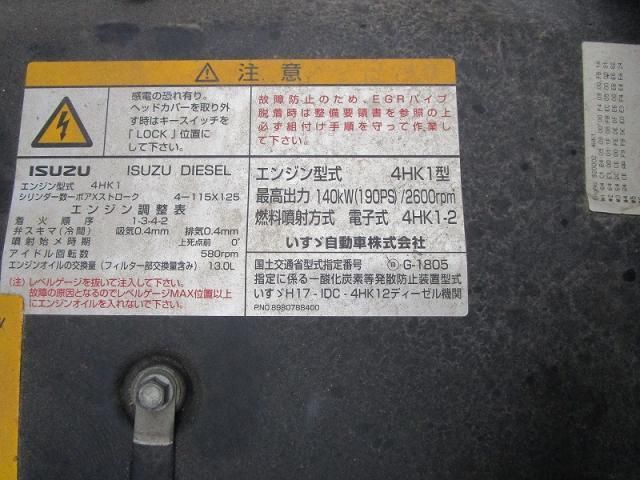 注意
感電の恐れ有り。
ヘッドカバーを取り外
す時はキースイッチを
「LOCK」位置に
して下さい。
故障防止のため、EGRパイプ
脱着時は整備要領書を参照の上
必ず組付け手順を守って作業し
て下さい。
ISUZU ISUZU DIESEL
エンジン型式 4HK1
シリンダー数ーボアXストローク 4-115X125
エンジン調整表
着火順序 1-3-4-2
弁スキマ(冷間) 吸気0.4mm 排気0.4mm
噴射始メ時期 上死点前 0°
アイドル回転数 580rpm
エンジンオイルの交換量(フィルター部交換量含み) 13.0L
(注)レベルゲージを抜いて注入して下さい。
故障の原因となるのでレベルゲージMAX位置以上
にエンジンオイルを入れないで下さい。
エンジン型式 4HK1型
最高出力 140kW(190PS)/2600rpm
燃料噴射方式 電子式 4HK1-2
いすゞ自動車株式会社
国土交通省型式指定番号 G-1805
指定に係る一酸化炭素等発散防止装置型式
いすゞH17-IDC-4HK12ディーゼル機関
P.NO.8980788400